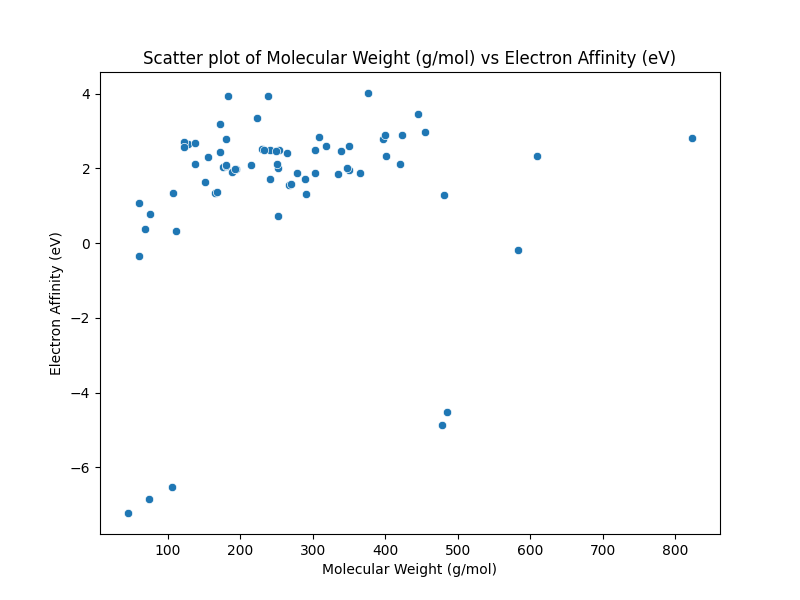 Scatter plot of Molecular Weight (g/mol) vs Electron Affinity (eV)
4
2
0
−2
−4
−6
Electron Affinity (eV)
100 200 300 400 500 600 700 800
Molecular Weight (g/mol)